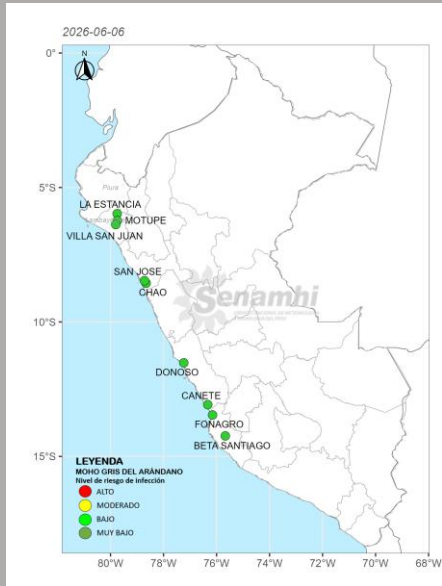 2026-06-06
N
0°
5°S
10°S
15°S
Piura
LA ESTANCIA
MOTUPE
VILLA SAN JUAN
SAN JOSE
CHAO
Senamhi
DONOSO
CANETE
FONAGRO
BETA SANTIAGO
LEYENDA
MOHO GRIS DEL ARÁNDANO
Nivel de riesgo de infección
ALTO
MODERADO
BAJO
MUY BAJO
80°W 78°W 76°W 74°W 72°W 70°W 68°W